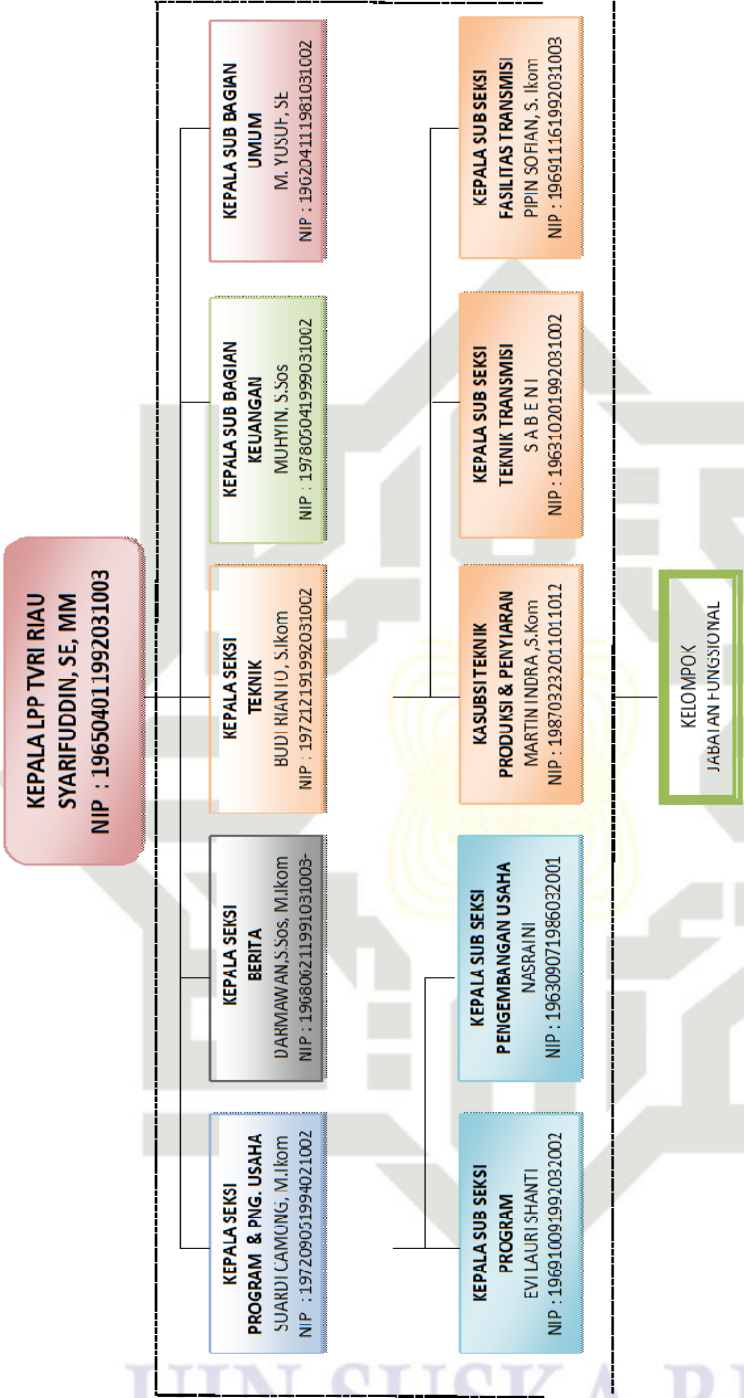 KEPALA LPP TVRI RIAU
SYARIFUDDIN, SE, MM
NIP : 196504011992031003
KEPALA SEKSI
PROGRAM & PNG. USAHA
SUARDI CAMUNG, M.Ikom
NIP : 197209051994021002
KEPALA SEKSI
BERITA
DARMAWAN,S.Sos, M.Ikom
NIP : 196806211991031003-
KEPALA SEKSI
TEKNIK
BUDI RIANTO, S.Ikom
NIP : 197212191992031002
KEPALA SUB BAGIAN
KEUANGAN
MUHYIN, S.Sos
NIP : 197805041999031002
KEPALA SUB BAGIAN
UMUM
M. YUSUF, SE
NIP : 196204111981031002
KEPALA SUB SEKSI
PROGRAM
EVI LAURI SHANTI
NIP : 196910091992032002
KEPALA SUB SEKSI
PENGEMBANGAN USAHA
NASRAINI
NIP : 196309071986032001
KASUBSI TEKNIK
PRODUKSI & PENYIARAN
MARTIN INDRA ,S.Kom
NIP : 1987032320110110​12
KEPALA SUB SEKSI
TEKNIK TRANSMISI
S A B E N I
NIP : 196310201992031002
KEPALA SUB SEKSI
FASILITAS TRANSMISI
PIPIN SOFIAN, S. Ikom
NIP : 196911161992031003
KELOMPOK
JABATAN FUNGSIONAL
UIN SUSKA